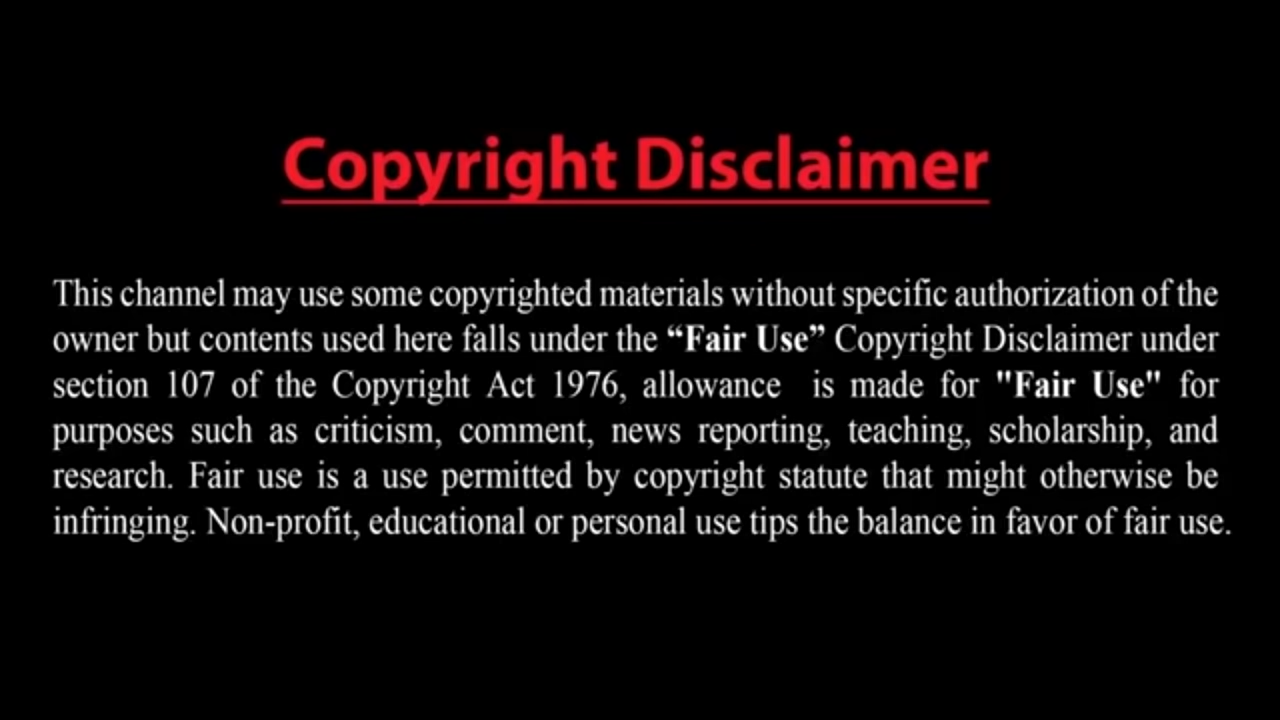 Copyright Disclaimer
This channel may use some copyrighted materials without specific authorization of the
owner but contents used here falls under the “Fair Use” Copyright Disclaimer under
section 107 of the Copyright Act 1976, allowance  is made for "Fair Use" for
purposes such as criticism, comment, news reporting, teaching, scholarship, and
research. Fair use is a use permitted by copyright statute that might otherwise be
infringing. Non-profit, educational or personal use tips the balance in favor of fair use.